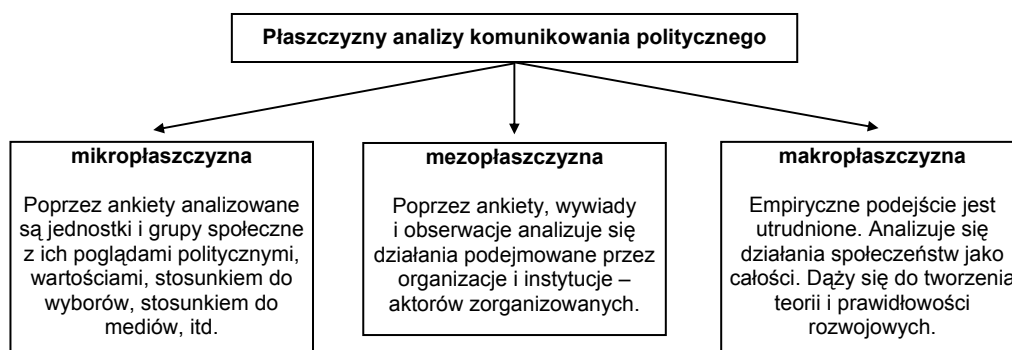 Płaszczyzny analizy komunikowania politycznego
mikropłaszczyzna
Poprzez ankiety analizowane
są jednostki i grupy społeczne
z ich poglądami politycznymi,
wartościami, stosunkiem do
wyborów, stosunkiem do
mediów, itd.
mezopłaszczyzna
Poprzez ankiety, wywiady
i obserwacje analizuje się
działania podejmowane przez
organizacje i instytucje –
aktorów zorganizowanych.
makropłaszczyzna
Empiryczne podejście jest
utrudnione. Analizuje się
działania społeczeństw jako
całości. Dąży się do tworzenia
teorii i prawidłowości
rozwojowych.